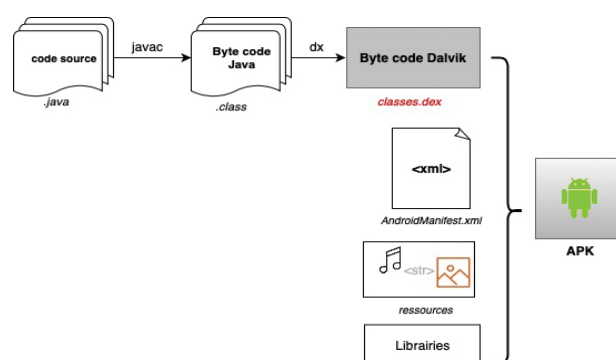 code source
javac
Byte code
Java
dx
Byte code Dalvik
.java
.class
classes.dex
<xml>
AndroidManifest.xml
<str>
ressources
Librairies
APK